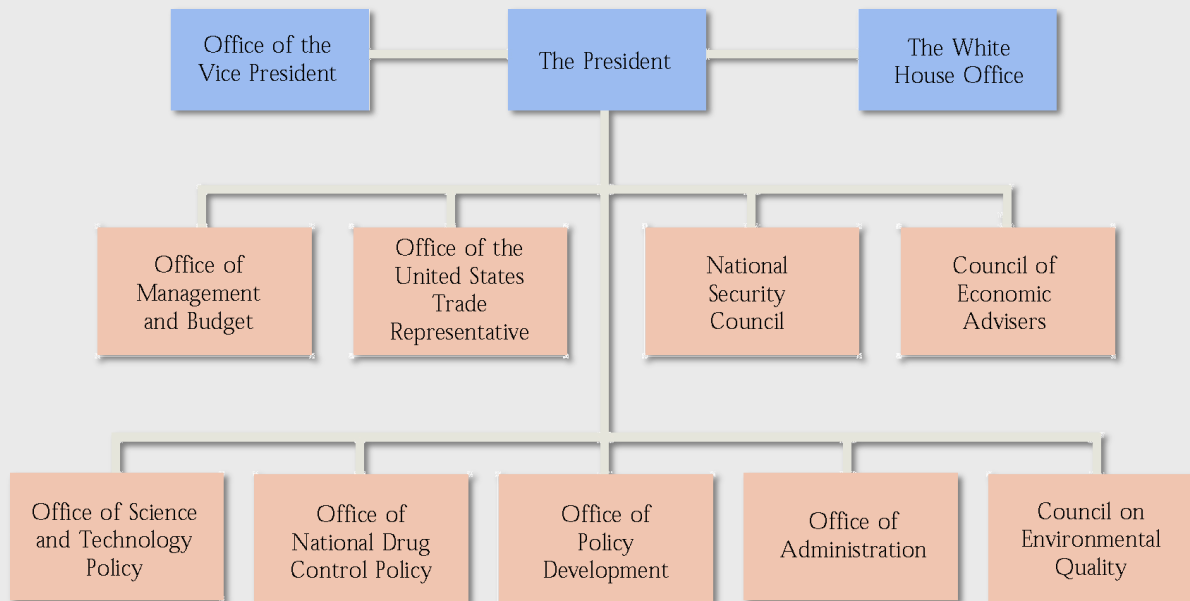 Office of the
Vice President
The President
The White
House Office
Office of
Management
and Budget
Office of the
United States
Trade
Representative
National
Security
Council
Council of
Economic
Advisers
Office of Science
and Technology
Policy
Office of
National Drug
Control Policy
Office of
Policy
Development
Office of
Administration
Council on
Environmental
Quality